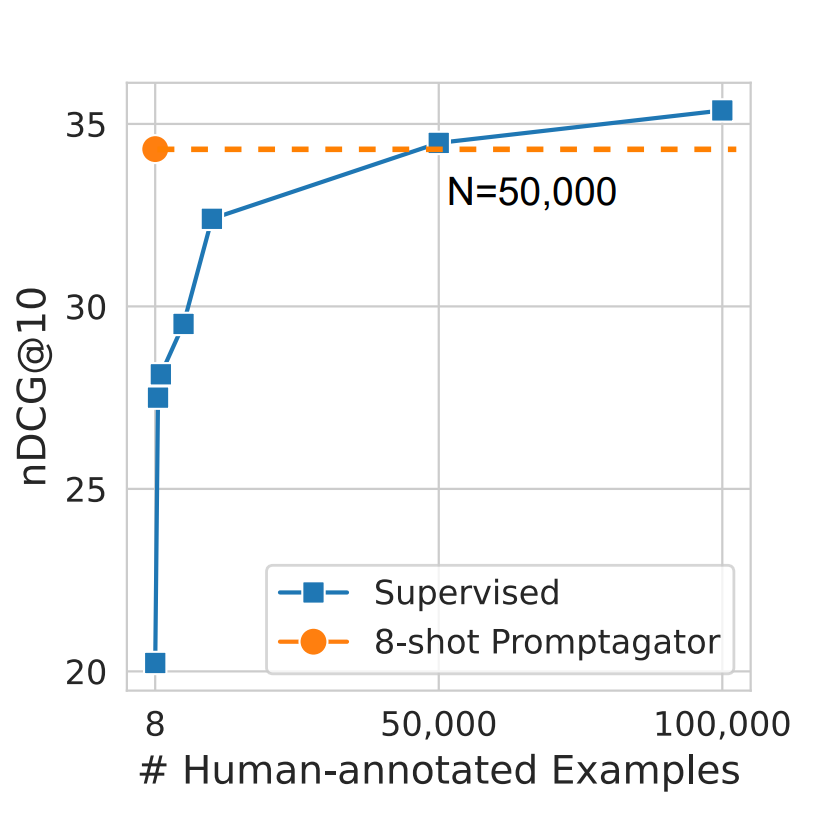 35
30
25
20
nDCG@10
N=50,000
Supervised
8-shot Promptagator
8 50,000 100,000
# Human-annotated Examples